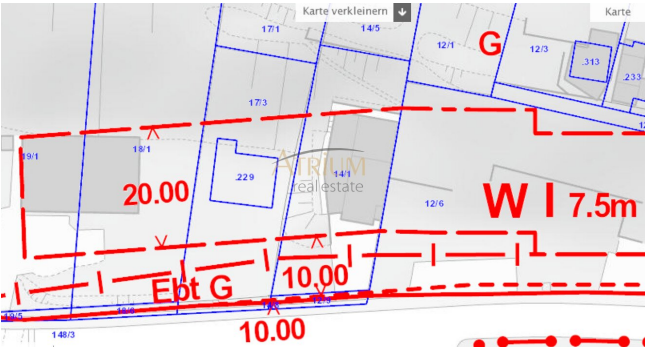 Karte verkleinern
Karte
17/1
14/5
12/1
G
12/3
.313
.233
17/3
19/1
18/1
ATRIUM
real estate
.229
14/1
20.00
12/6
W I 7.5m
10.00
Ebt G
148/3
10.00